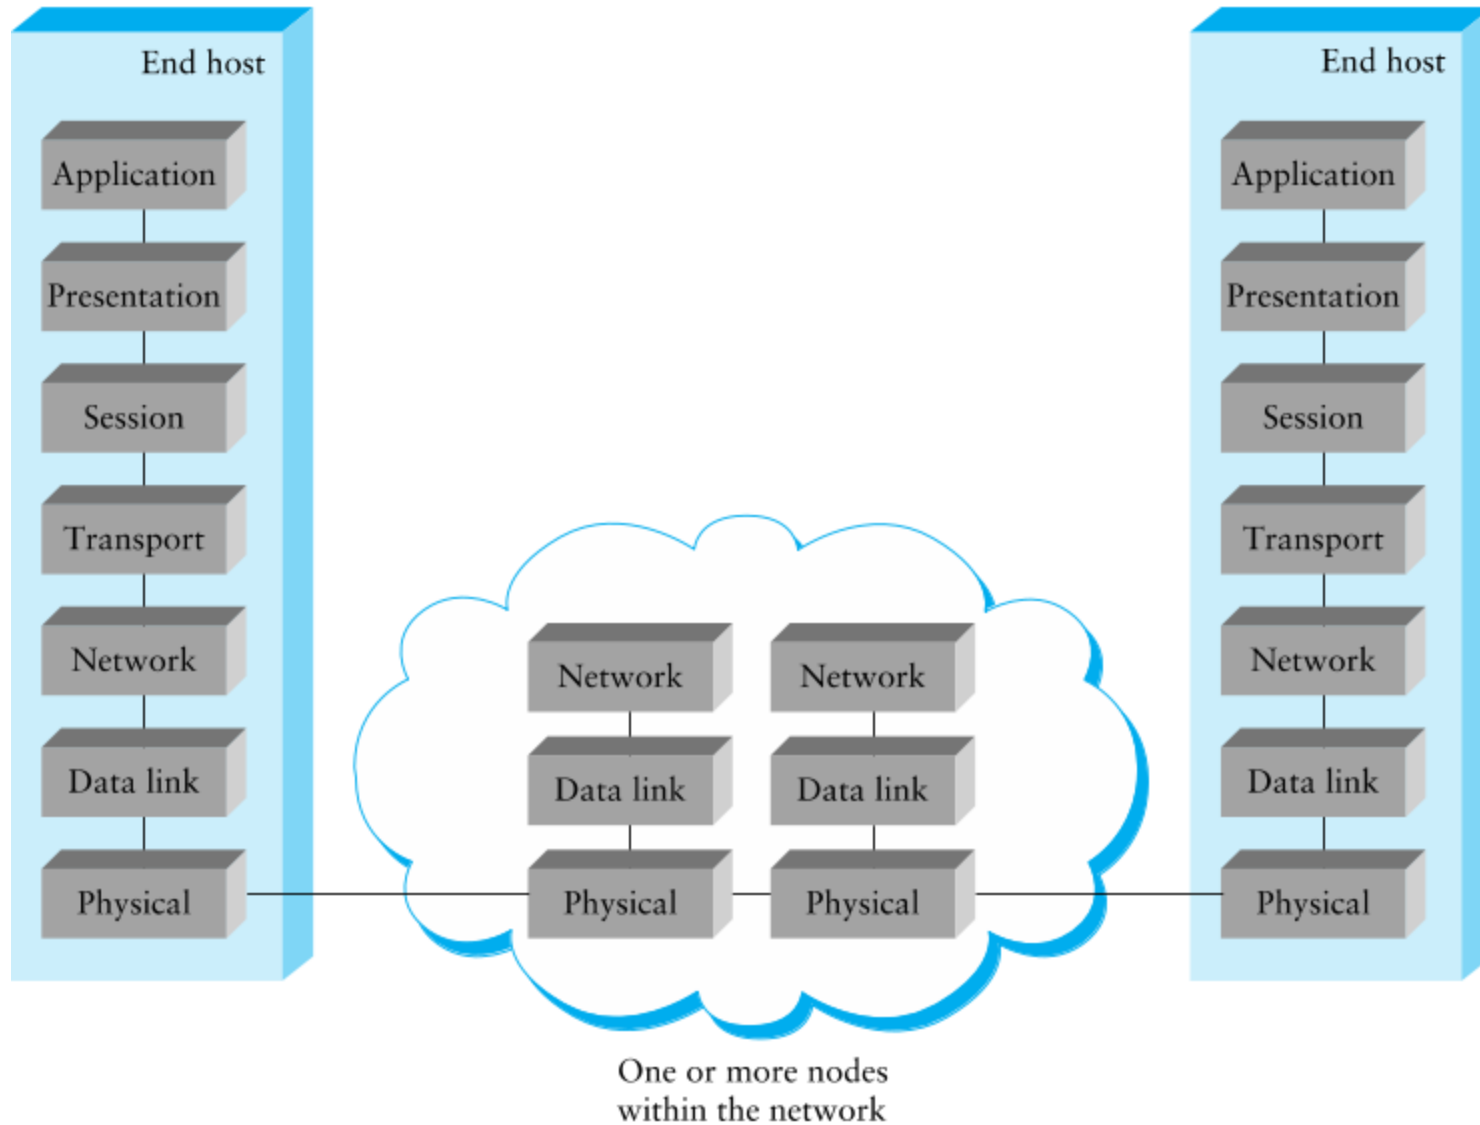 End host
Application
Presentation
Session
Transport
Network
Data link
Physical
Network
Data link
Physical
Network
Data link
Physical
One or more nodes
within the network
End host
Application
Presentation
Session
Transport
Network
Data link
Physical